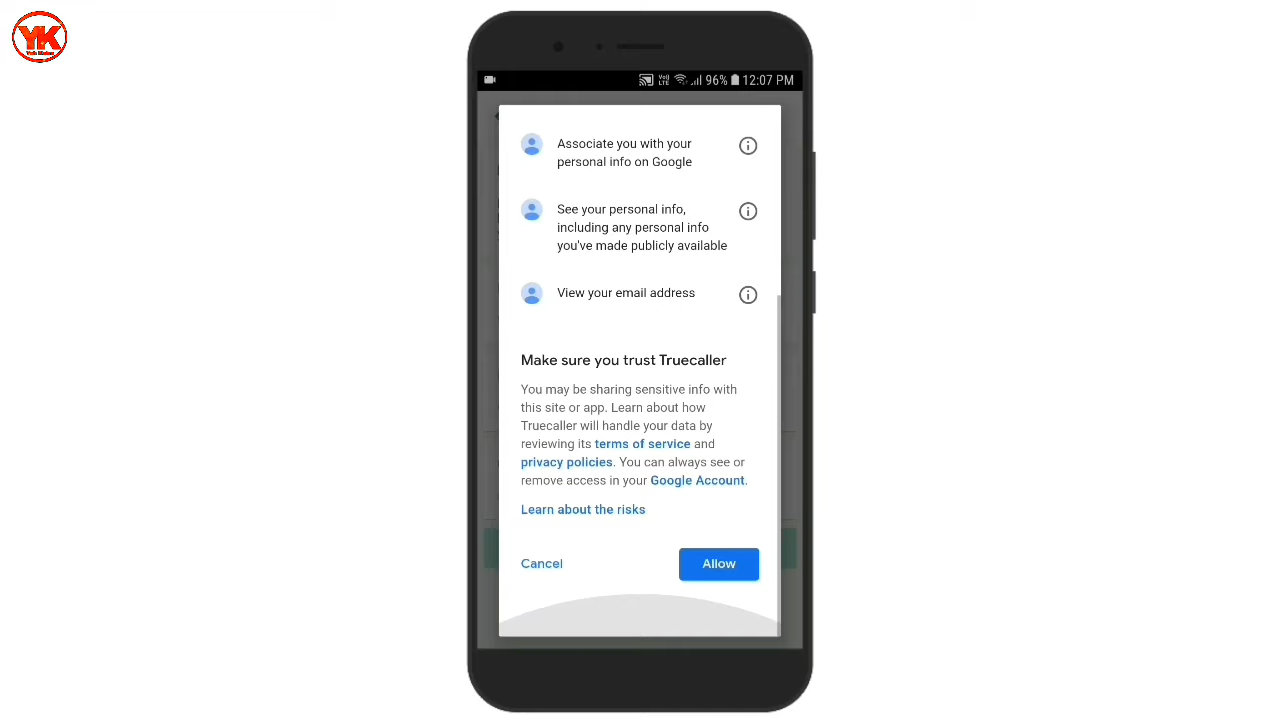 YK
96% 12:07 PM
Associate you with your
personal info on Google
See your personal info,
including any personal info
you've made publicly available
View your email address
Make sure you trust Truecaller
You may be sharing sensitive info with
this site or app. Learn about how
Truecaller will handle your data by
reviewing its terms of service and
privacy policies. You can always see or
remove access in your Google Account.
Learn about the risks
Cancel Allow